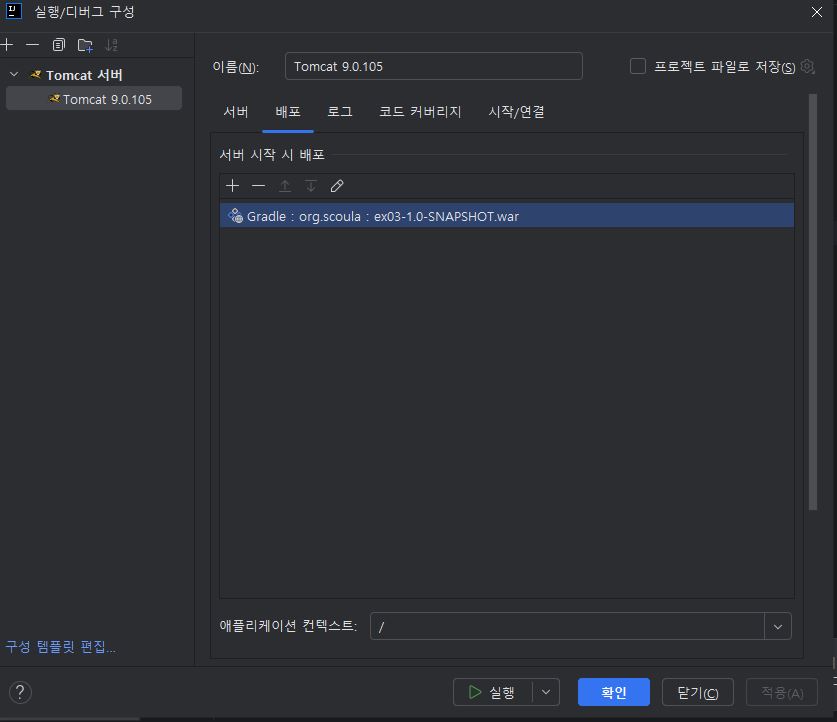 실행/디버그 구성
이름(N):
Tomcat 9.0.105
프로젝트 파일로 저장(S)
Tomcat 서버
Tomcat 9.0.105
서버 배포 로그 코드 커버리지 시작/연결
서버 시작 시 배포
Gradle : org.scoula : ex03-1.0-SNAPSHOT.war
애플리케이션 컨텍스트: /
구성 템플릿 편집...
? 실행 확인 닫기(C) 적용(A)